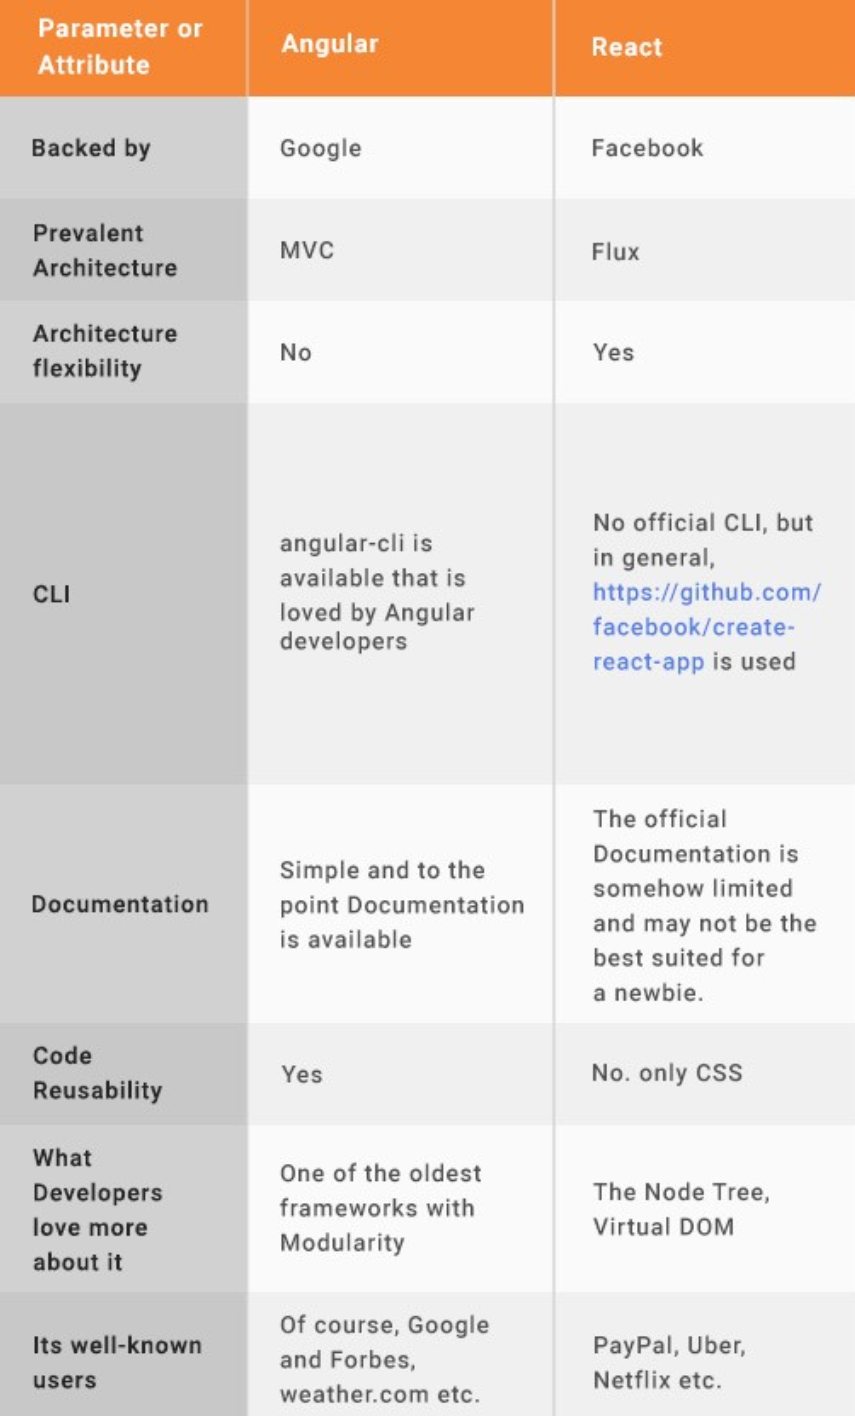 Parameter or
Attribute
Angular
React
Backed by
Google
Facebook
Prevalent
Architecture
MVC
Flux
Architecture
flexibility
No
Yes
CLI
angular-cli is
available that is
loved by Angular
developers
No official CLI, but
in general,
https://github.com/
facebook/create-
react-app is used
Documentation
Simple and to the
point Documentation
is available
The official
Documentation is
somehow limited
and may not be the
best suited for
a newbie.
Code
Reusability
Yes
No. only CSS
What
Developers
love more
about it
One of the oldest
frameworks with
Modularity
The Node Tree,
Virtual DOM
Its well-known
users
Of course, Google
and Forbes,
weather.com etc.
PayPal, Uber,
Netflix etc.